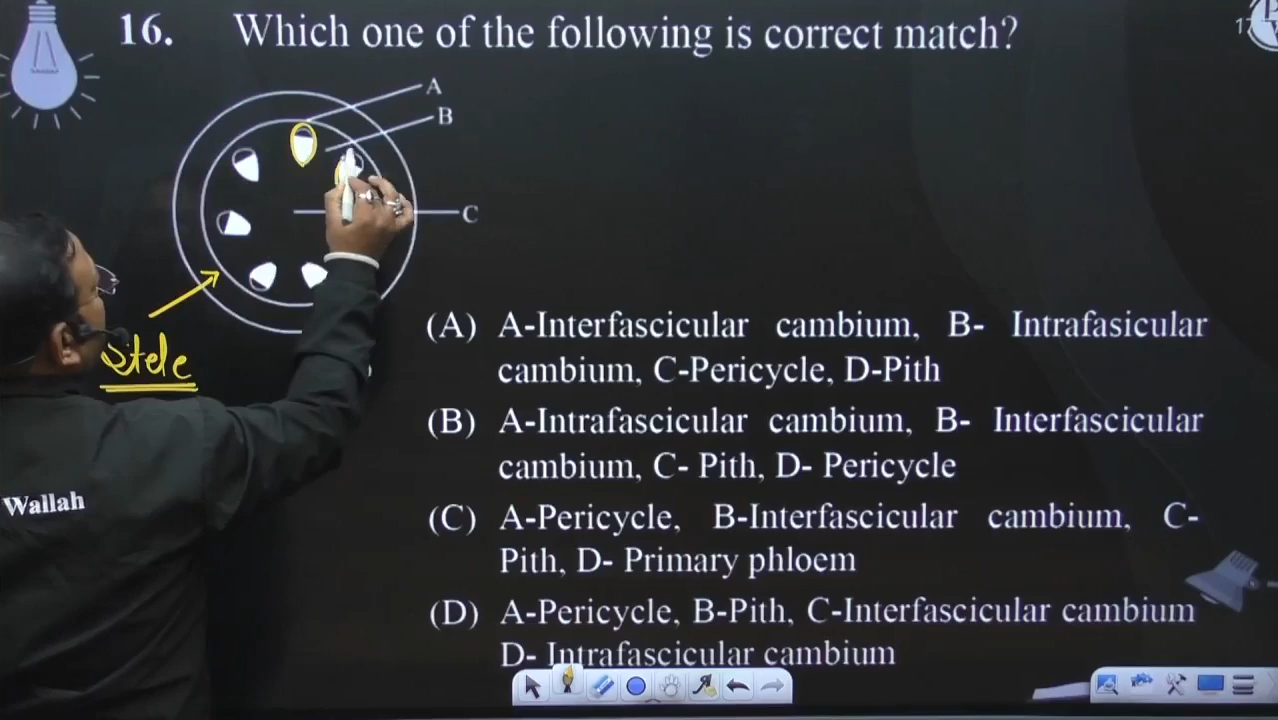 16. Which one of the following is correct match?
17
A
B
C
Stele
(A) A-Interfascicular cambium, B- Intrafasicular
cambium, C-Pericycle, D-Pith
(B) A-Intrafascicular cambium, B- Interfascicular
cambium, C- Pith, D- Pericycle
(C) A-Pericycle, B-Interfascicular cambium, C-
Pith, D- Primary phloem
(D) A-Pericycle, B-Pith, C-Interfascicular cambium
D- Intrafascicular cambium
Wallah